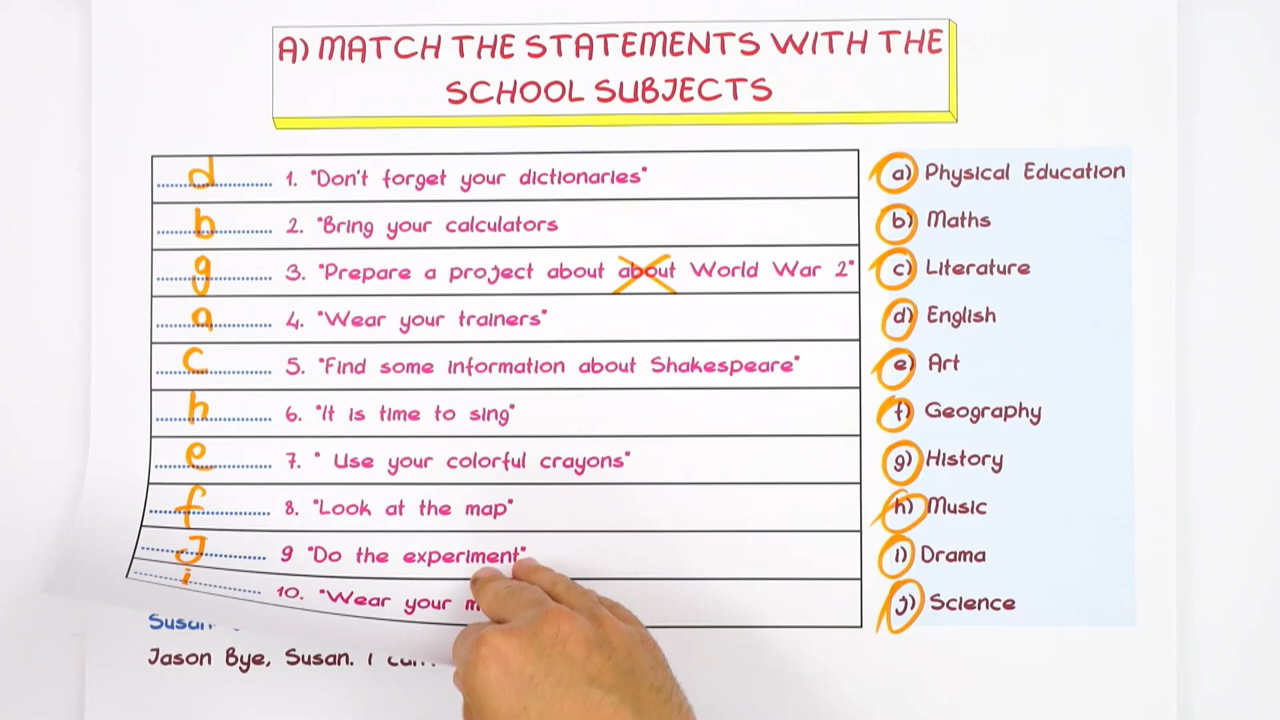 A) MATCH THE STATEMENTS WITH THE
SCHOOL SUBJECTS
d 1. "Don't forget your dictionaries"
b 2. "Bring your calculators
g 3. "Prepare a project about about World War 2"
a 4. "Wear your trainers"
c 5. "Find some information about Shakespeare"
h 6. "It is time to sing"
e 7. " Use your colorful crayons"
f 8. "Look at the map"
J 9 "Do the experiment"
i 10. "Wear your
a) Physical Education
b) Maths
c) Literature
d) English
e) Art
f) Geography
g) History
h) Music
i) Drama
j) Science
Jason Bye, Susan. I